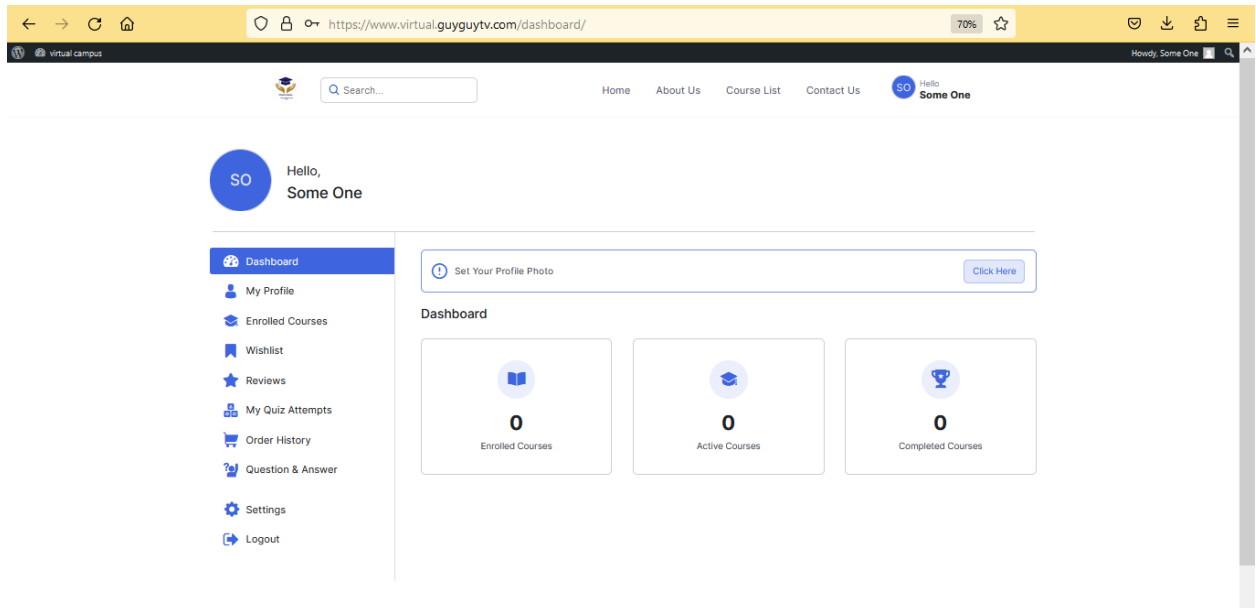 https://www.virtual.guyguytv.com/dashboard/
70%
virtual campus
Howdy, Some One
Search...
Home
About Us
Course List
Contact Us
SO
Hello
Some One
SO
Hello,
Some One
Dashboard
My Profile
Enrolled Courses
Wishlist
Reviews
My Quiz Attempts
Order History
Question & Answer
Settings
Logout
Set Your Profile Photo
Click Here
Dashboard
0
Enrolled Courses
0
Active Courses
0
Completed Courses